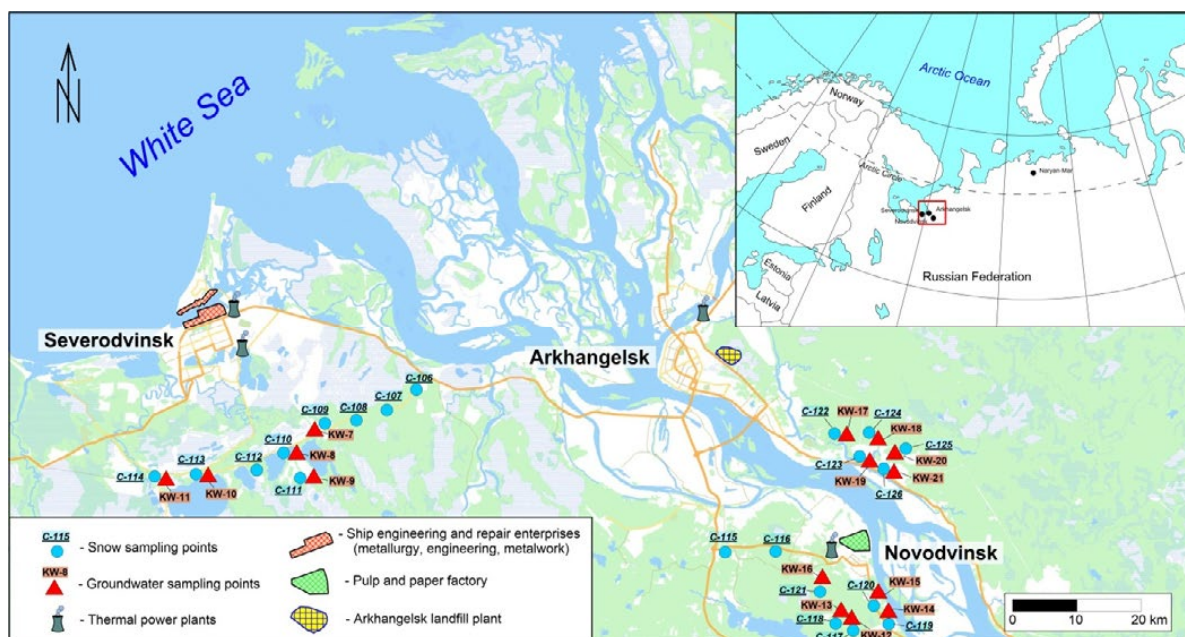 N
White Sea
Severodvinsk
Arkhangelsk
Novodvinsk
C-106
C-107
C-108
C-109
KW-7
C-110
KW-8
C-112
C-111
KW-9
C-113
KW-10
C-114
KW-11
C-122
KW-17
C-124
KW-18
C-125
KW-20
C-123
KW-19
KW-21
C-126
C-115
C-116
KW-16
C-121
C-120
KW-15
KW-13
KW-14
C-118
C-119
C-117
KW-12
Arctic Ocean
Norway
Sweden
Finland
Arctic Circle
Naryan-Mar
Severodvinsk
Arkhangelsk
Novodvinsk
Estonia
Latvia
Russian Federation
C-115
- Snow sampling points
KW-8
- Groundwater sampling points
- Thermal power plants
- Ship engineering and repair enterprises
(metallurgy, engineering, metalwork)
- Pulp and paper factory
- Arkhangelsk landfill plant
0 10 20 km